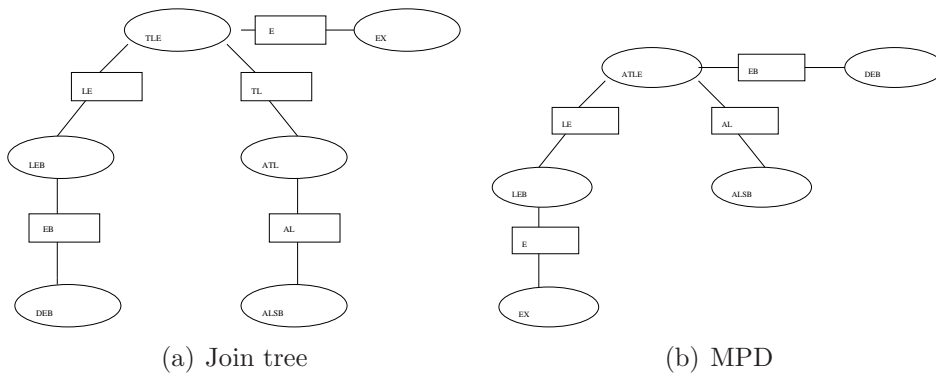 TLE
E
EX
LE
TL
LEB
ATL
EB
AL
DEB
ALSB
(a) Join tree
ATLE
EB
DEB
LE
AL
LEB
ALSB
E
EX
(b) MPD